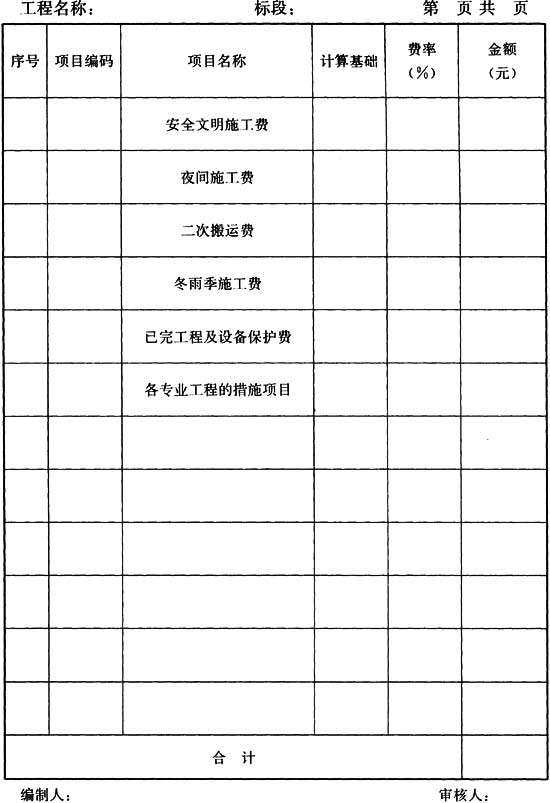 工程名称： 标段： 第 页 共 页
序号 项目编码 项目名称 计算基础 费率（％） 金额（元）
安全文明施工费
夜间施工费
二次搬运费
冬雨季施工费
已完工程及设备保护费
各专业工程的措施项目
合 计
编制人： 审核人：